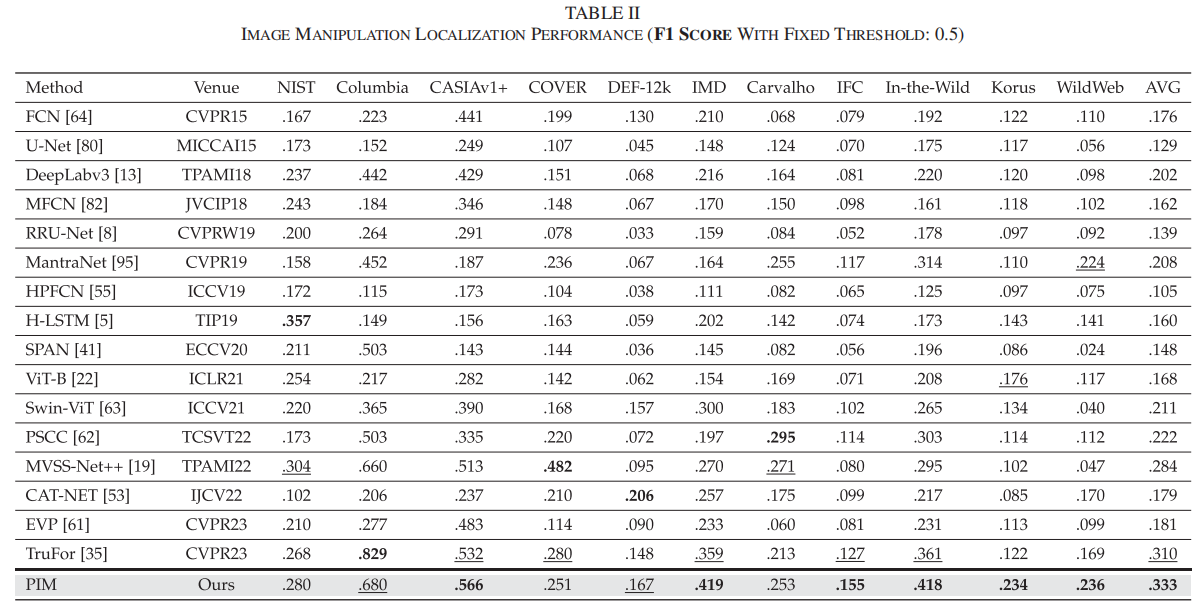 TABLE II
IMAGE MANIPULATION LOCALIZATION PERFORMANCE (F1 SCORE WITH FIXED THRESHOLD: 0.5)
Method Venue NIST Columbia CASIAv1+ COVER DEF-12k IMD Carvalho IFC In-the-Wild Korus WildWeb AVG
FCN [64] CVPR15 .167 .223 .441 .199 .130 .210 .068 .079 .192 .122 .110 .176
U-Net [80] MICCAI15 .173 .152 .249 .107 .045 .148 .124 .070 .175 .117 .056 .129
DeepLabv3 [13] TPAMI18 .237 .442 .429 .151 .068 .216 .164 .081 .220 .120 .098 .202
MFCN [82] JVCIP18 .243 .184 .346 .148 .067 .170 .150 .098 .161 .118 .102 .162
RRU-Net [8] CVPRW19 .200 .264 .291 .078 .033 .159 .084 .052 .178 .097 .092 .139
MantraNet [95] CVPR19 .158 .452 .187 .236 .067 .164 .255 .117 .314 .110 .224 .208
HPFCN [55] ICCV19 .172 .115 .173 .104 .038 .111 .082 .065 .125 .097 .075 .105
H-LSTM [5] TIP19 .357 .149 .156 .163 .059 .202 .142 .074 .173 .143 .141 .160
SPAN [41] ECCV20 .211 .503 .143 .144 .036 .145 .082 .056 .196 .086 .024 .148
ViT-B [22] ICLR21 .254 .217 .282 .142 .062 .154 .169 .071 .208 .176 .117 .168
Swin-ViT [63] ICCV21 .220 .365 .390 .168 .157 .300 .183 .102 .265 .134 .040 .211
PSCC [62] TCSVT22 .173 .503 .335 .220 .072 .197 .295 .114 .303 .114 .112 .222
MVSS-Net++ [19] TPAMI22 .304 .660 .513 .482 .095 .270 .271 .080 .295 .102 .047 .284
CAT-NET [53] IJCV22 .102 .206 .237 .210 .206 .257 .175 .099 .217 .085 .170 .179
EVP [61] CVPR23 .210 .277 .483 .114 .090 .233 .060 .081 .231 .113 .099 .181
TruFor [35] CVPR23 .268 .829 .532 .280 .148 .359 .213 .127 .361 .122 .169 .310
PIM Ours .280 .680 .566 .251 .167 .419 .253 .155 .418 .234 .236 .333